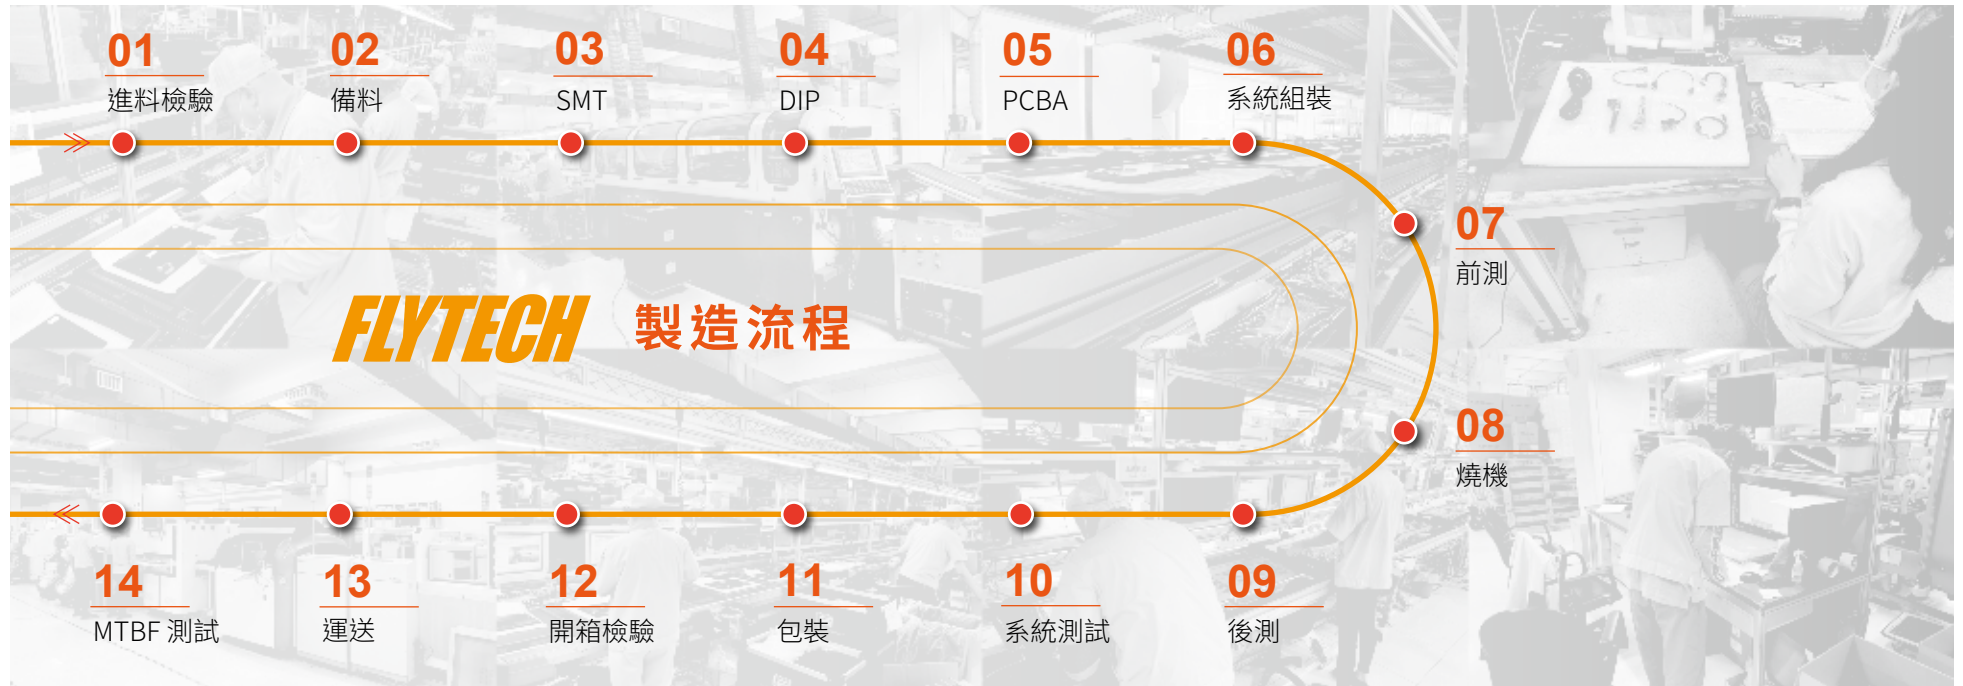 01
進料檢驗
02
備料
03
SMT
04
DIP
05
PCBA
06
系統組裝
07
前測
FLYTECH 製造流程
08
燒機
09
後測
10
系統測試
11
包裝
12
開箱檢驗
13
運送
14
MTBF 測試